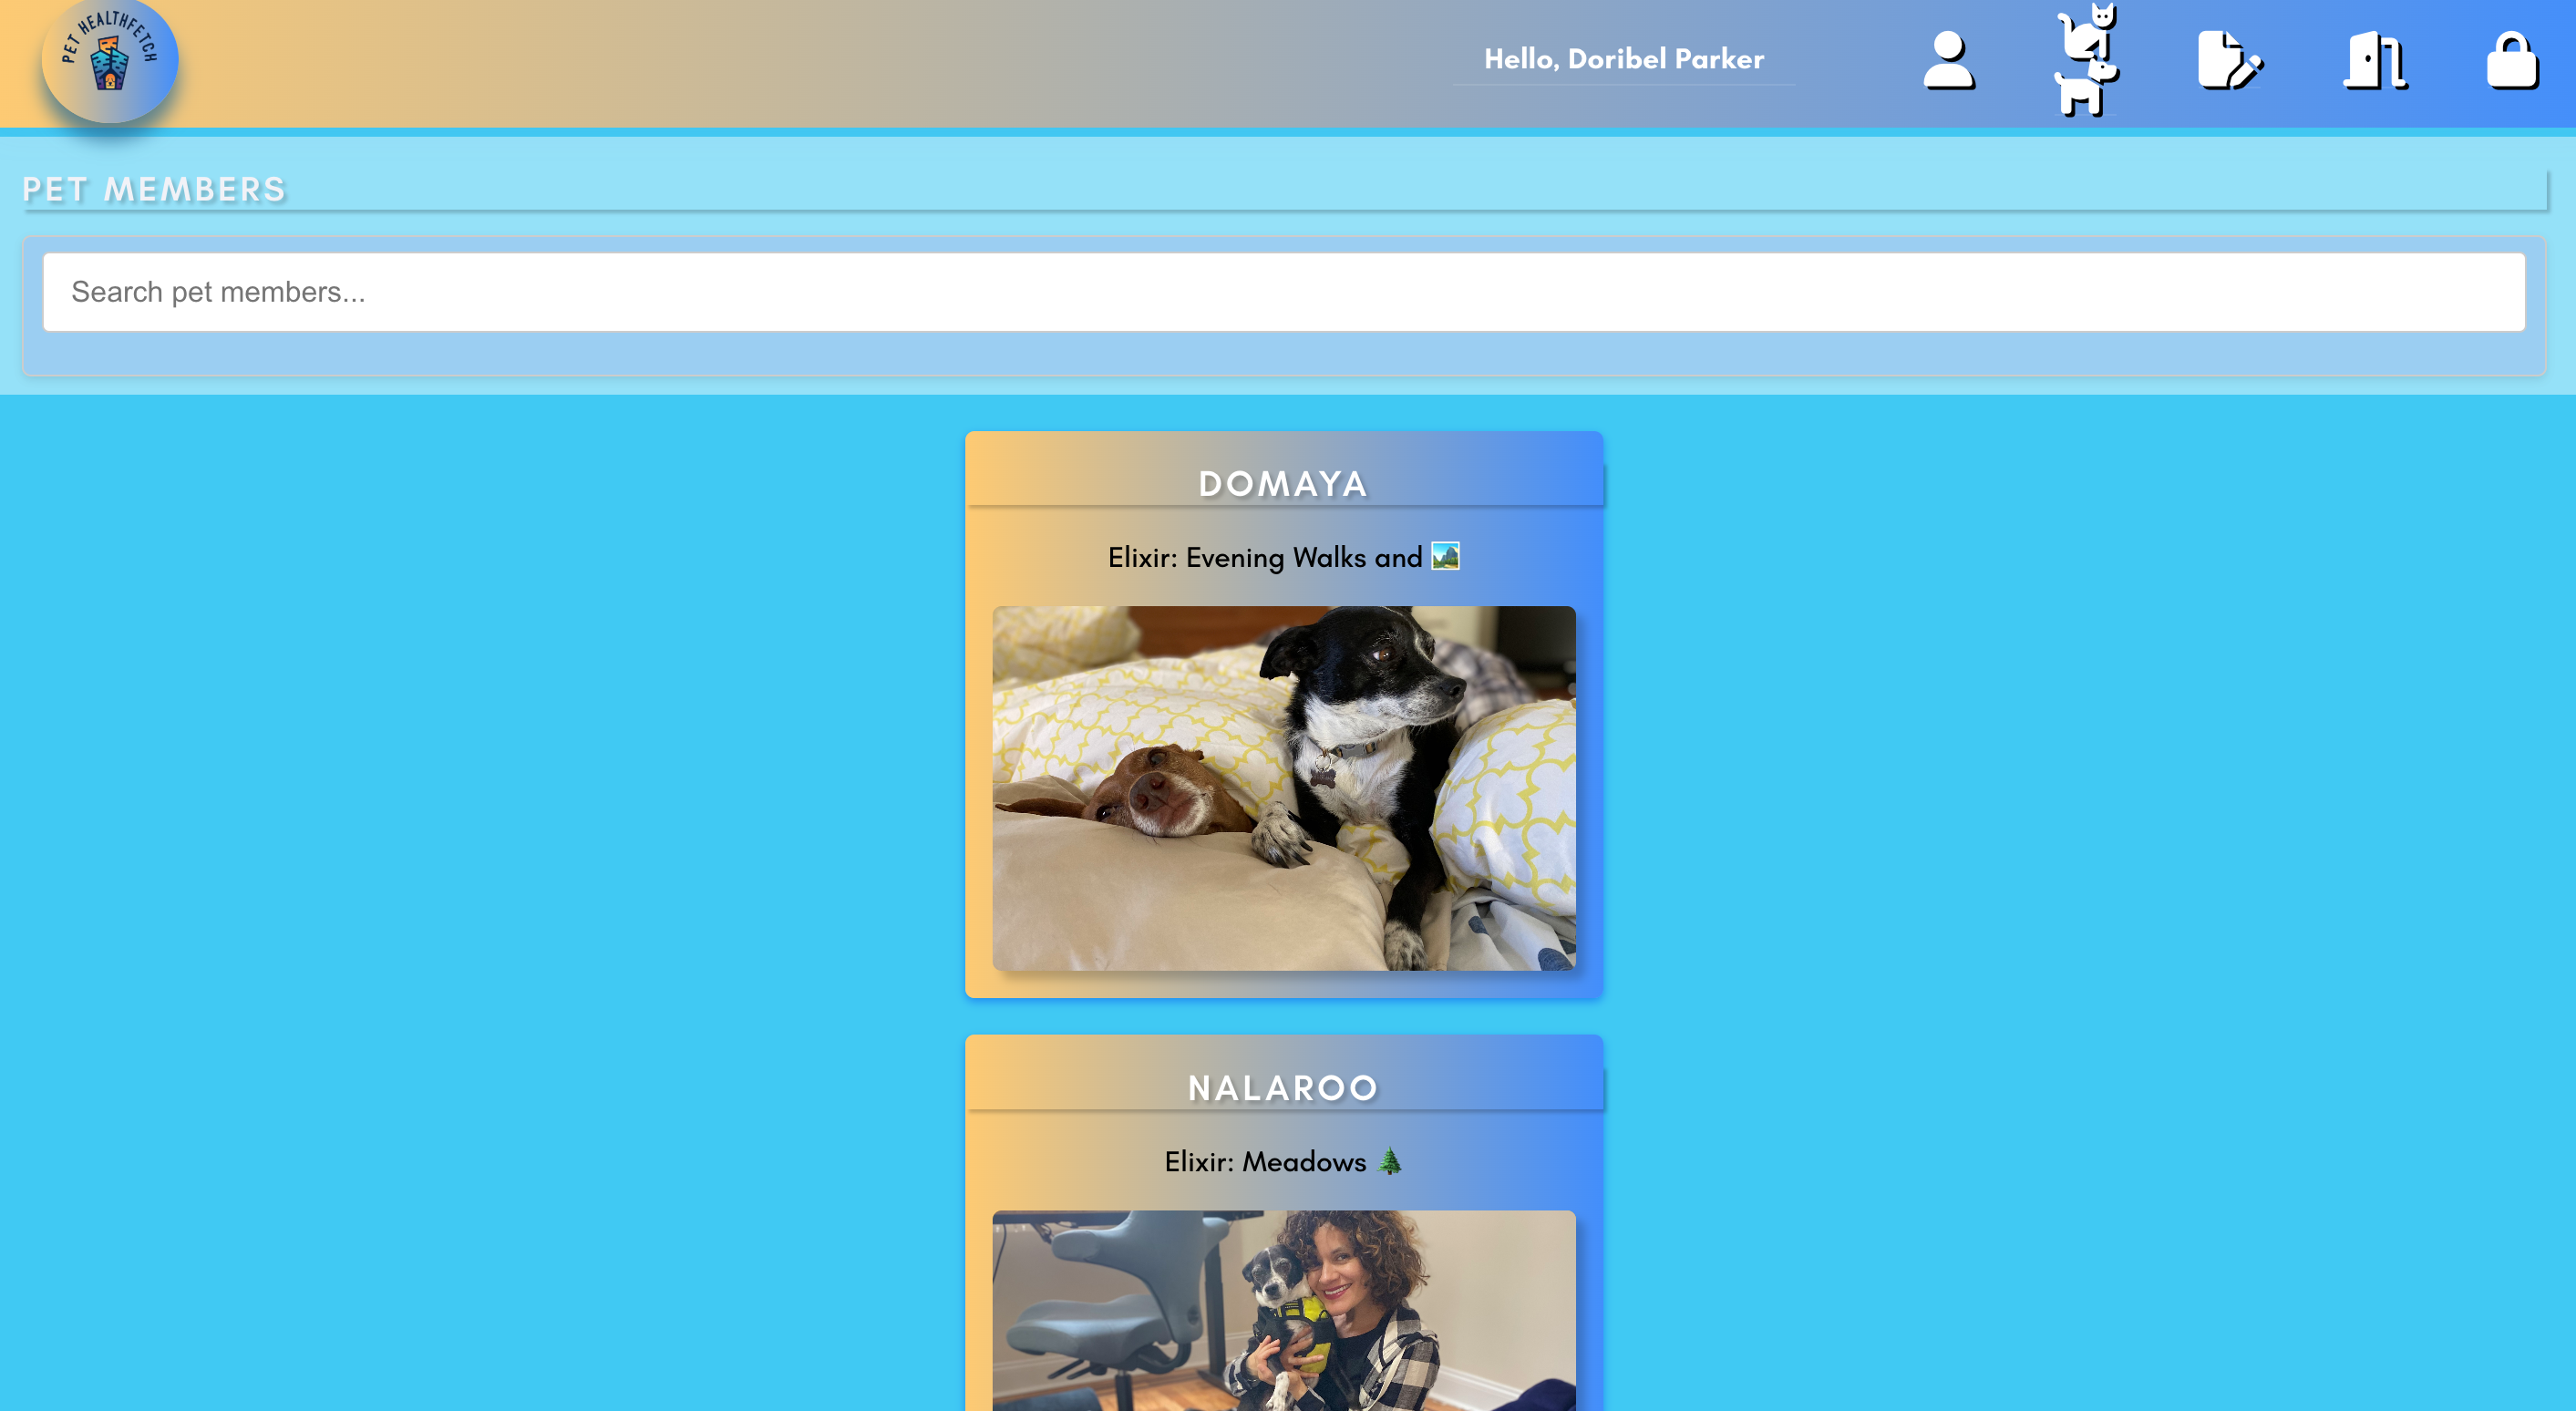 PET HEALTHFETCH
Hello, Doribel Parker
PET MEMBERS
Search pet members...
DOMAYA
Elixir: Evening Walks and 🏞️
NALAROO
Elixir: Meadows 🌲